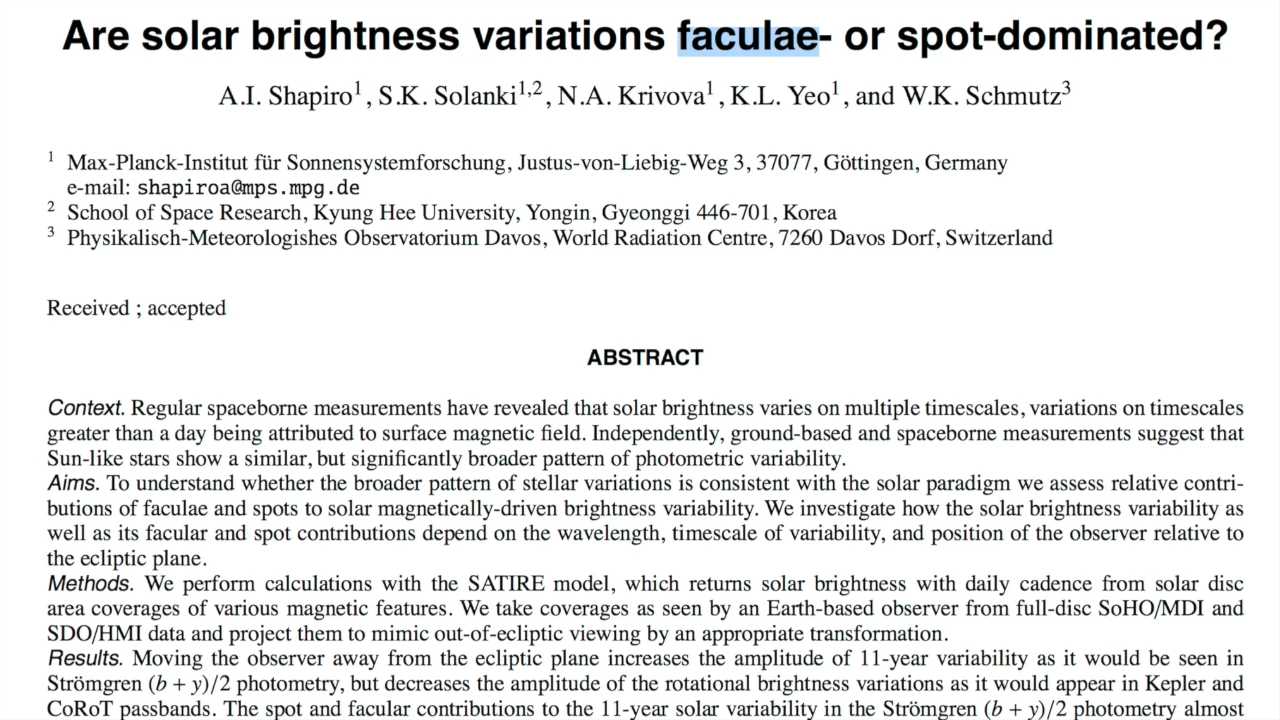 Are solar brightness variations faculae- or spot-dominated?
A.I. Shapiro1, S.K. Solanki1,2, N.A. Krivova1, K.L. Yeo1, and W.K. Schmutz3
1 Max-Planck-Institut für Sonnensystemforschung, Justus-von-Liebig-Weg 3, 37077, Göttingen, Germany
e-mail: shapiroa@mps.mpg.de
2 School of Space Research, Kyung Hee University, Yongin, Gyeonggi 446-701, Korea
3 Physikalisch-Meteorologishes Observatorium Davos, World Radiation Centre, 7260 Davos Dorf, Switzerland
Received ; accepted
ABSTRACT
Context. Regular spaceborne measurements have revealed that solar brightness varies on multiple timescales, variations on timescales
greater than a day being attributed to surface magnetic field. Independently, ground-based and spaceborne measurements suggest that
Sun-like stars show a similar, but significantly broader pattern of photometric variability.
Aims. To understand whether the broader pattern of stellar variations is consistent with the solar paradigm we assess relative contri-
butions of faculae and spots to solar magnetically-driven brightness variability. We investigate how the solar brightness variability as
well as its facular and spot contributions depend on the wavelength, timescale of variability, and position of the observer relative to
the ecliptic plane.
Methods. We perform calculations with the SATIRE model, which returns solar brightness with daily cadence from solar disc
area coverages of various magnetic features. We take coverages as seen by an Earth-based observer from full-disc SoHO/MDI and
SDO/HMI data and project them to mimic out-of-ecliptic viewing by an appropriate transformation.
Results. Moving the observer away from the ecliptic plane increases the amplitude of 11-year variability as it would be seen in
Strömgren (b + y)/2 photometry, but decreases the amplitude of the rotational brightness variations as it would appear in Kepler and
CoRoT passbands. The spot and facular contributions to the 11-year solar variability in the Strömgren (b + y)/2 photometry almost